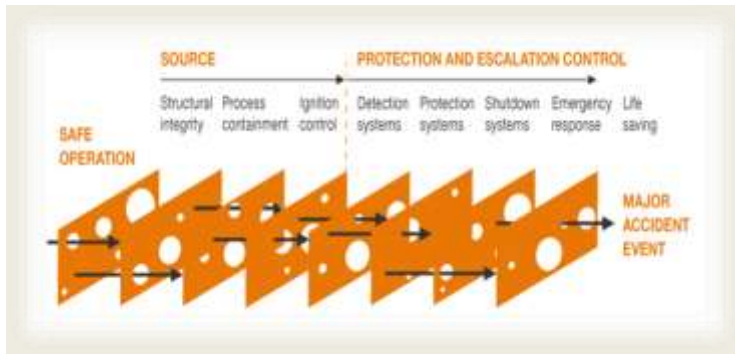 SOURCE
PROTECTION AND ESCALATION CONTROL
Structural
integrity
Process
containment
Ignition
control
Detection
systems
Protection
systems
Shutdown
systems
Emergency
response
Life
saving
SAFE
OPERATION
MAJOR
ACCIDENT
EVENT